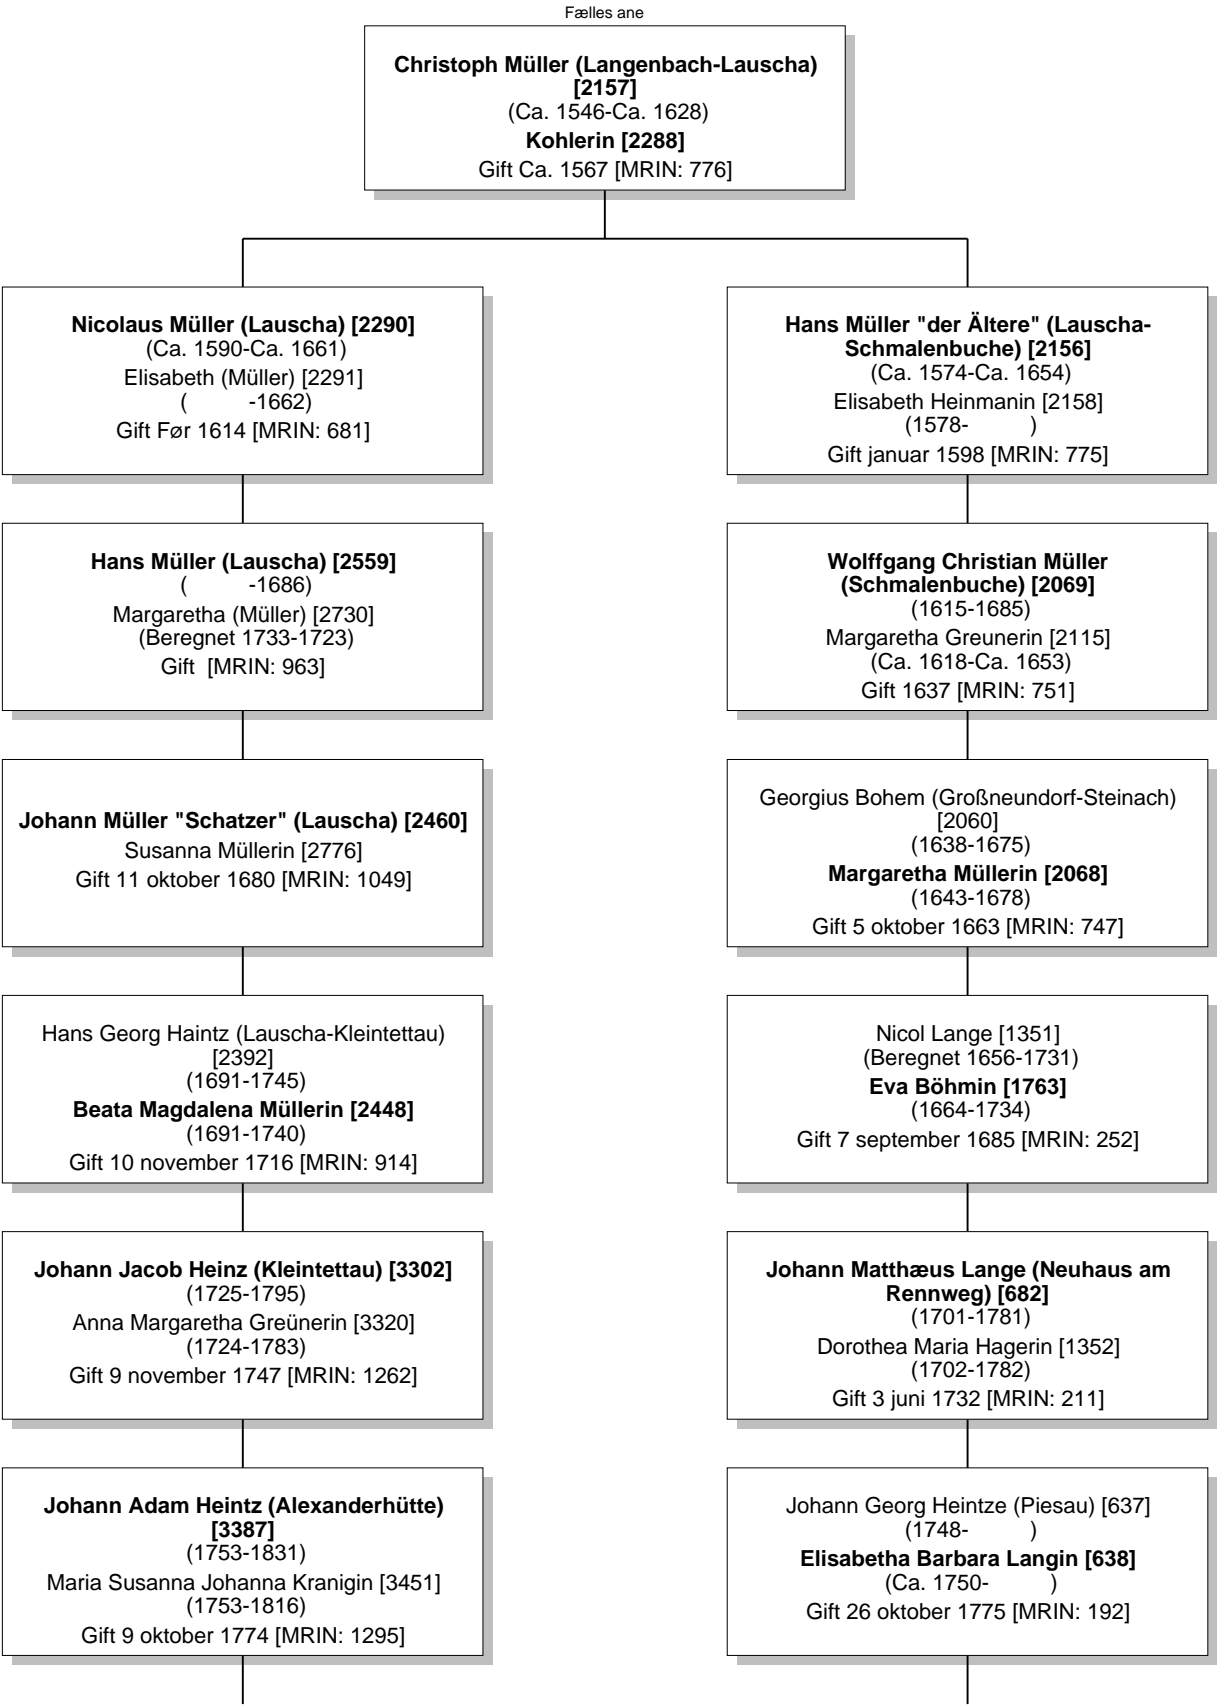 Fælles ane
Christoph Müller (Langenbach-Lauscha)
[2157]
(Ca. 1546-Ca. 1628)
Kohlerin [2288]
Gift Ca. 1567 [MRIN: 776]
Nicolaus Müller (Lauscha) [2290]
(Ca. 1590-Ca. 1661)
Elisabeth (Müller) [2291]
(          -1662)
Gift Før 1614 [MRIN: 681]
Hans Müller "der Ältere" (Lauscha-
Schmalenbuche) [2156]
(Ca. 1574-Ca. 1654)
Elisabeth Heinmanin [2158]
(1578-          )
Gift januar 1598 [MRIN: 775]
Hans Müller (Lauscha) [2559]
(          -1686)
Margaretha (Müller) [2730]
(Beregnet 1733-1723)
Gift  [MRIN: 963]
Wolffgang Christian Müller
(Schmalenbuche) [2069]
(1615-1685)
Margaretha Greunerin [2115]
(Ca. 1618-Ca. 1653)
Gift 1637 [MRIN: 751]
Johann Müller "Schatzer" (Lauscha) [2460]
Susanna Müllerin [2776]
Gift 11 oktober 1680 [MRIN: 1049]
Georgius Bohem (Großneundorf-Steinach)
[2060]
(1638-1675)
Margaretha Müllerin [2068]
(1643-1678)
Gift 5 oktober 1663 [MRIN: 747]
Hans Georg Haintz (Lauscha-Kleintettau)
[2392]
(1691-1745)
Beata Magdalena Müllerin [2448]
(1691-1740)
Gift 10 november 1716 [MRIN: 914]
Nicol Lange [1351]
(Beregnet 1656-1731)
Eva Böhmin [1763]
(1664-1734)
Gift 7 september 1685 [MRIN: 252]
Johann Jacob Heinz (Kleintettau) [3302]
(1725-1795)
Anna Margaretha Greünerin [3320]
(1724-1783)
Gift 9 november 1747 [MRIN: 1262]
Johann Matthæus Lange (Neuhaus am
Rennweg) [682]
(1701-1781)
Dorothea Maria Hagerin [1352]
(1702-1782)
Gift 3 juni 1732 [MRIN: 211]
Johann Adam Heintz (Alexanderhütte)
[3387]
(1753-1831)
Maria Susanna Johanna Kranigin [3451]
(1753-1816)
Gift 9 oktober 1774 [MRIN: 1295]
Johann Georg Heintze (Piesau) [637]
(1748-          )
Elisabetha Barbara Langin [638]
(Ca. 1750-          )
Gift 26 oktober 1775 [MRIN: 192]